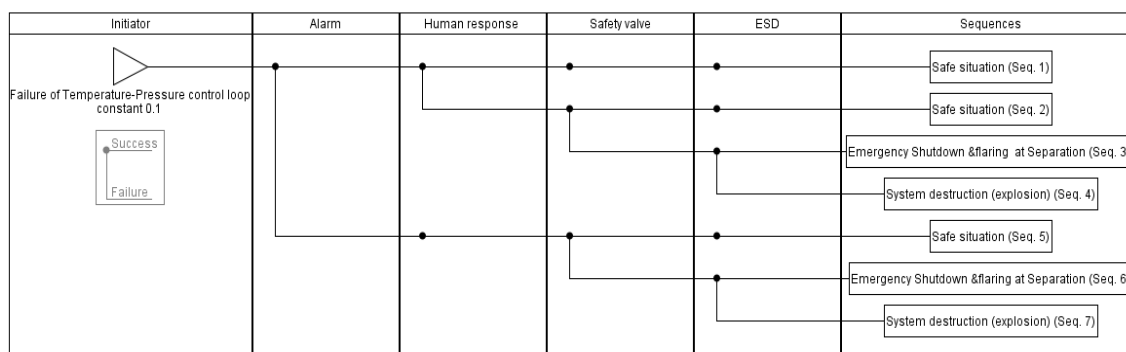 Initiator
Alarm
Human response
Safety valve
ESD
Sequences
Failure of Temperature-Pressure control loop
constant 0.1
Success
Failure
Safe situation (Seq. 1)
Safe situation (Seq. 2)
Emergency Shutdown &flaring at Separation (Seq. 3
System destruction (explosion) (Seq. 4)
Safe situation (Seq. 5)
Emergency Shutdown &flaring at Separation (Seq. 6
System destruction (explosion) (Seq. 7)